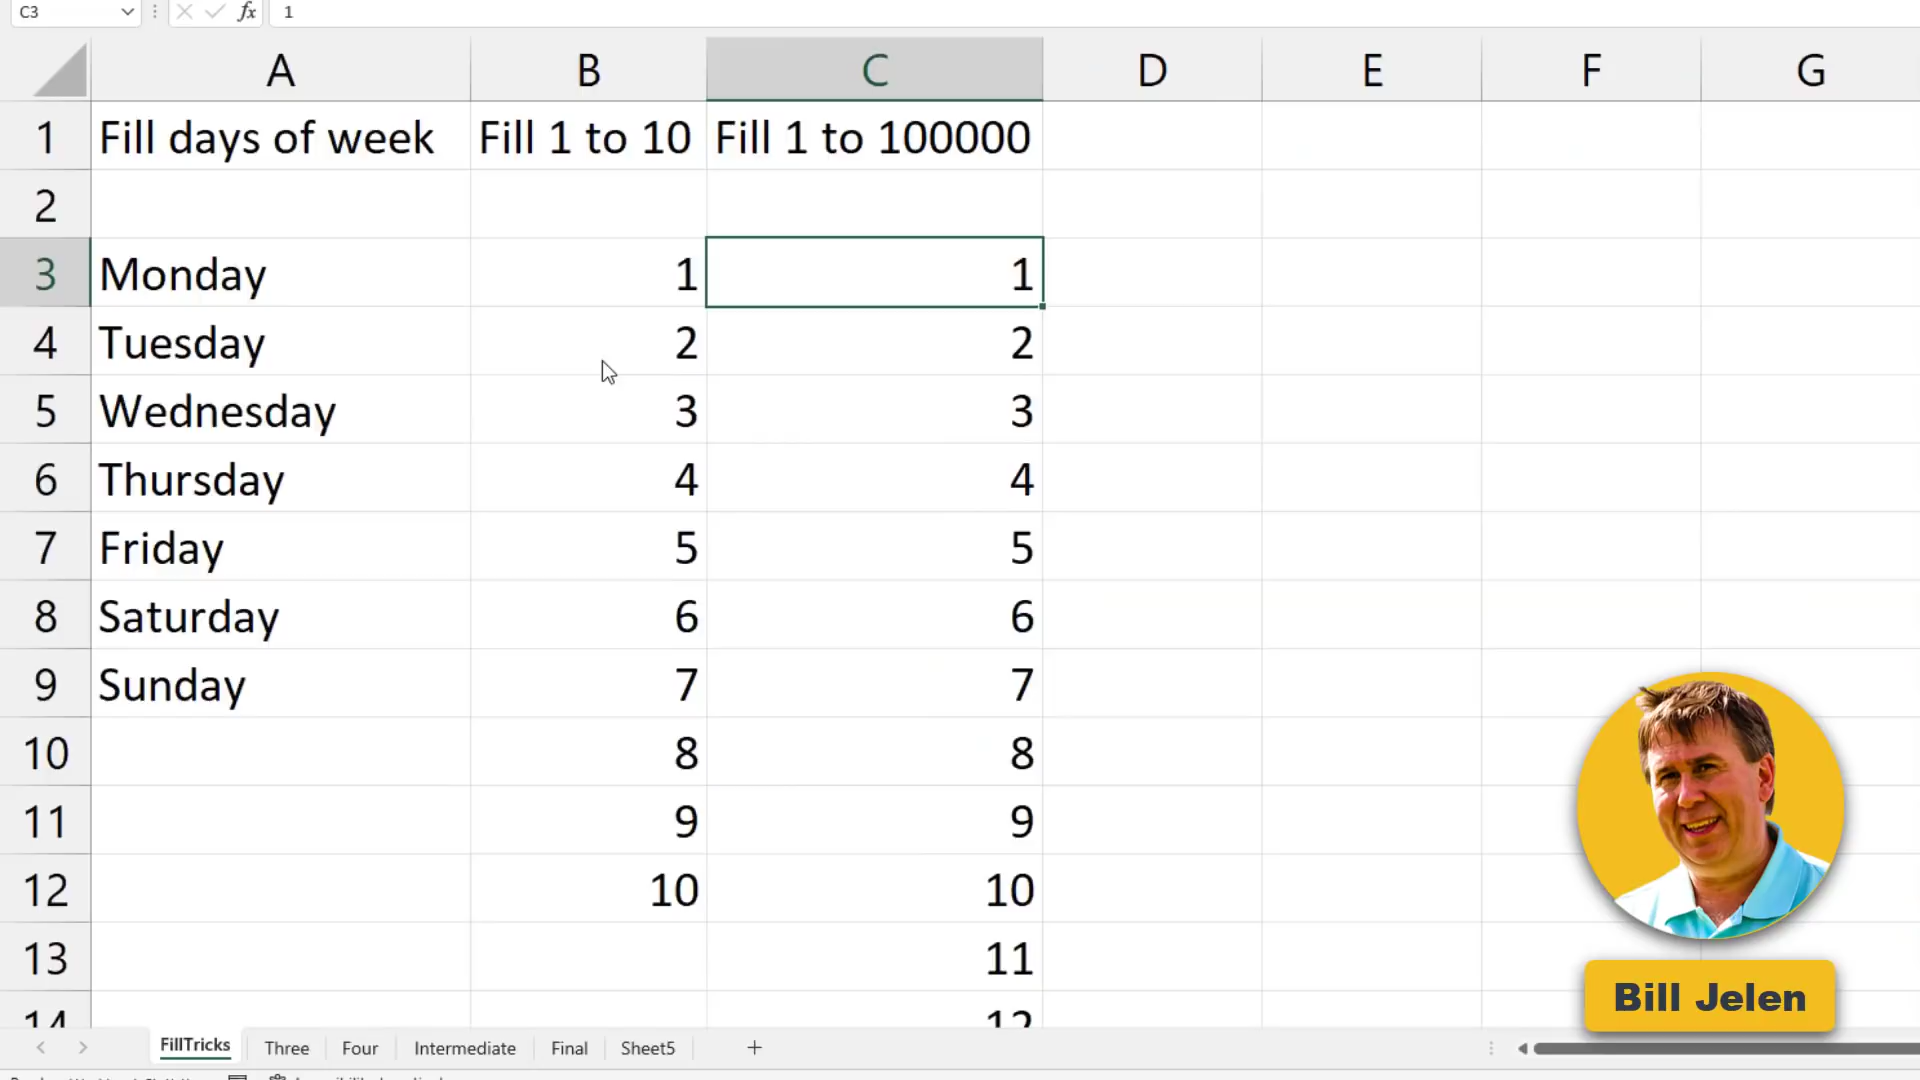 C3 fx 1
A B C D E F G
1 Fill days of week Fill 1 to 10 Fill 1 to 100000
2
3 Monday 1 1
4 Tuesday 2 2
5 Wednesday 3 3
6 Thursday 4 4
7 Friday 5 5
8 Saturday 6 6
9 Sunday 7 7
10 8 8
11 9 9
12 10 10
13 11
14 12
Bill Jelen
FillTricks Three Four Intermediate Final Sheet5 +